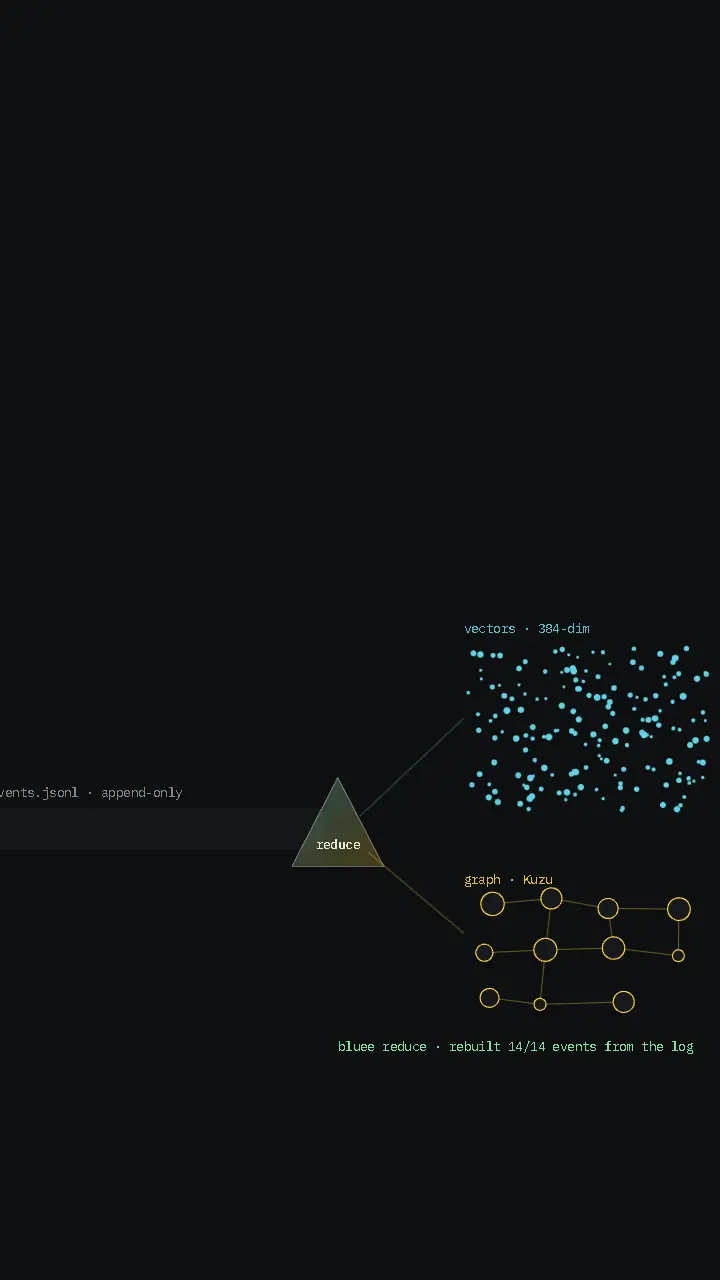 vectors · 384-dim
vents.jsonl · append-only
reduce
graph · Kuzu
bluee reduce · rebuilt 14/14 events from the log